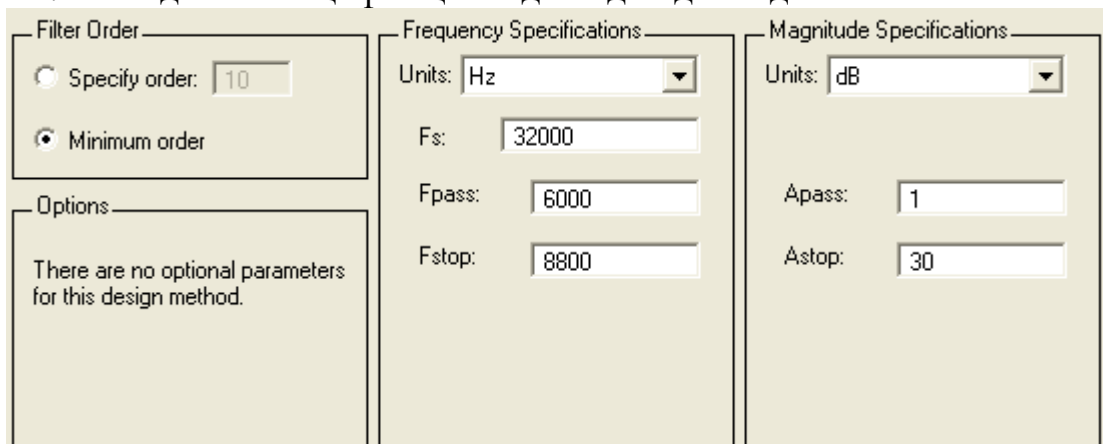 Filter Order
Specify order: 10
Minimum order
Options
There are no optional parameters
for this design method.
Frequency Specifications
Units: Hz
Fs: 32000
Fpass: 6000
Fstop: 8800
Magnitude Specifications
Units: dB
Apass: 1
Astop: 30